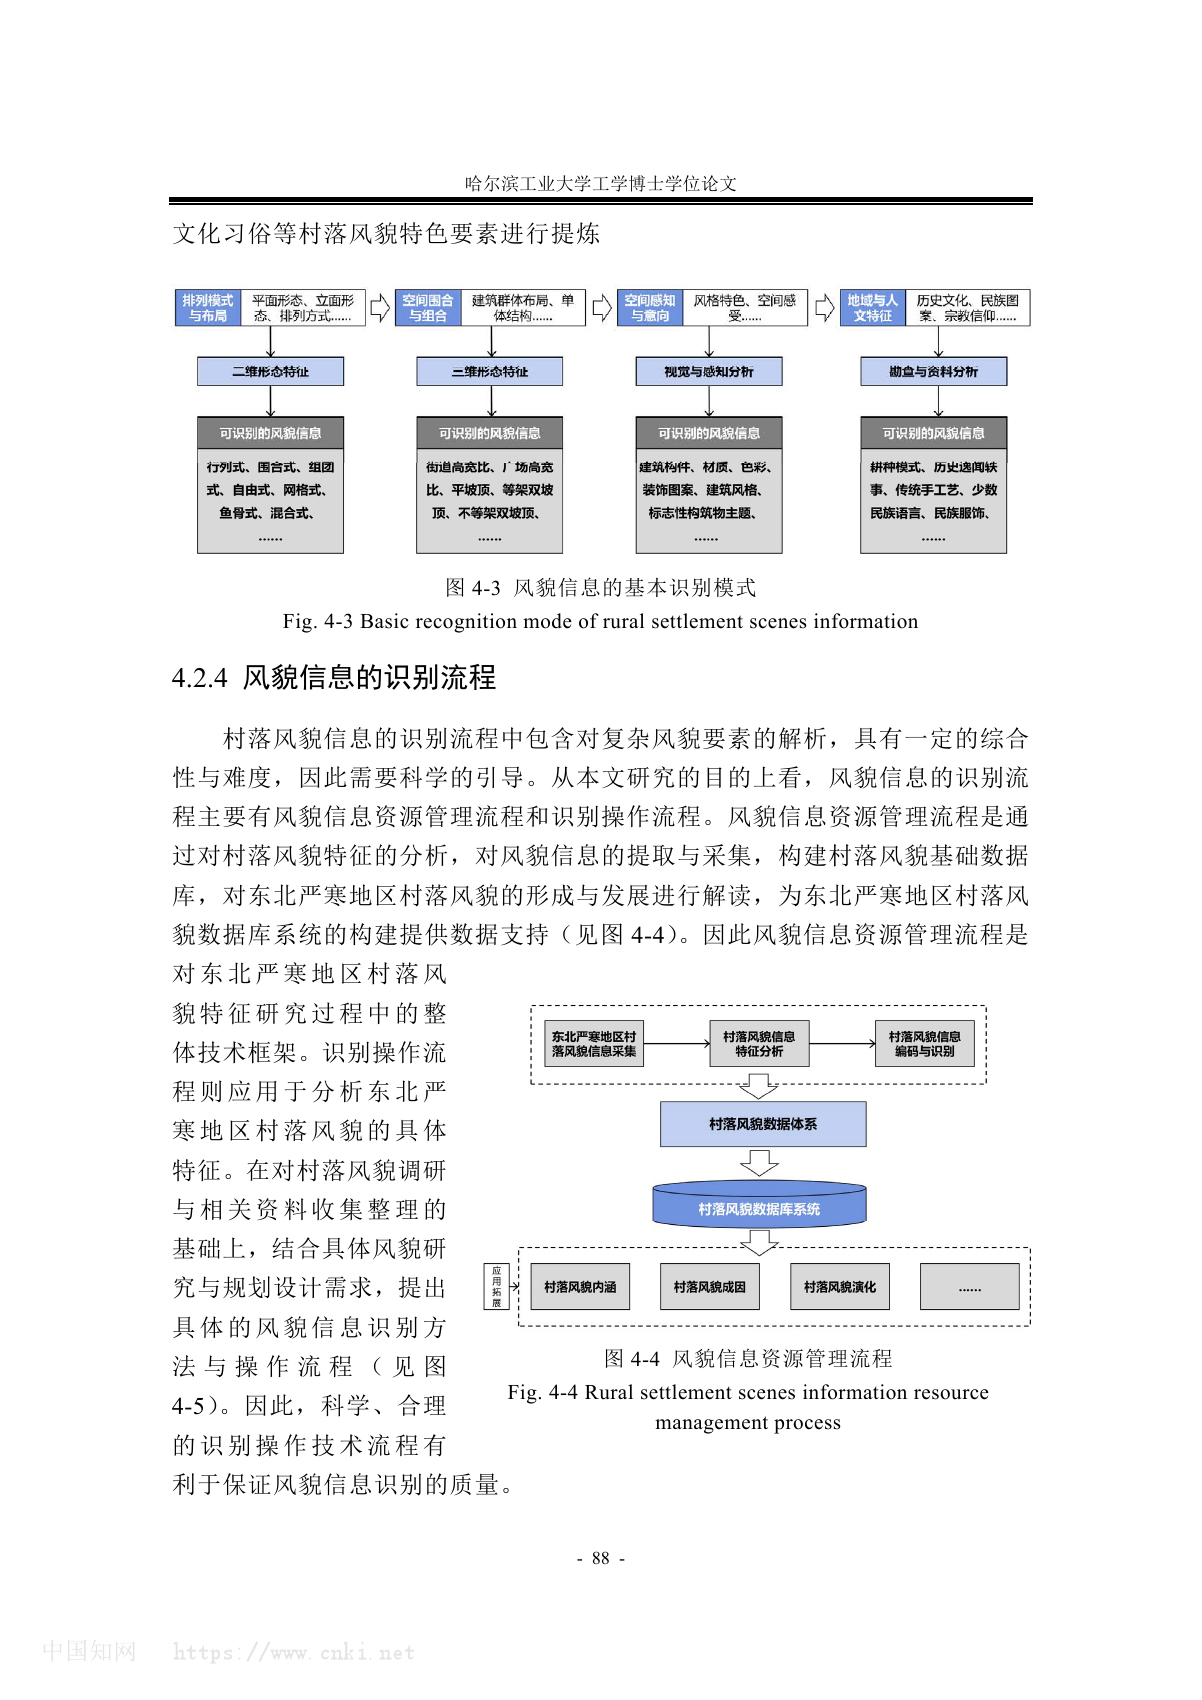 哈尔滨工业大学工学博士学位论文
文化习俗等村落风貌特色要素进行提炼
排列模式
与布局
平面形态、立面形
态、排列方式......
空间围合
与组合
建筑群体布局、单
体结构......
空间感知
与意向
风格特色、空间感
受......
地域与人
文特征
历史文化、民族图
案、宗教信仰......
二维形态特征
三维形态特征
视觉与感知分析
勘查与资料分析
可识别的风貌信息
可识别的风貌信息
可识别的风貌信息
可识别的风貌信息
行列式、围合式、组团
式、自由式、网格式、
鱼骨式、混合式、
......
街道高宽比、广场高宽
比、平坡顶、等架双坡
顶、不等架双坡顶、
......
建筑构件、材质、色彩、
装饰图案、建筑风格、
标志性构筑物主题、
......
耕种模式、历史逸闻轶
事、传统手工艺、少数
民族语言、民族服饰、
......
图 4-3 风貌信息的基本识别模式
Fig. 4-3 Basic recognition mode of rural settlement scenes information
4.2.4 风貌信息的识别流程
村落风貌信息的识别流程中包含对复杂风貌要素的解析，具有一定的综合
性与难度，因此需要科学的引导。从本文研究的目的上看，风貌信息的识别流
程主要有风貌信息资源管理流程和识别操作流程。风貌信息资源管理流程是通
过对村落风貌特征的分析，对风貌信息的提取与采集，构建村落风貌基础数据
库，对东北严寒地区村落风貌的形成与发展进行解读，为东北严寒地区村落风
貌数据库系统的构建提供数据支持（见图 4-4）。因此风貌信息资源管理流程是
对东北严寒地区村落风
貌特征研究过程中的整
体技术框架。识别操作流
程则应用于分析东北严
寒地区村落风貌的具体
特征。在对村落风貌调研
与相关资料收集整理的
基础上，结合具体风貌研
究与规划设计需求，提出
具体的风貌信息识别方
法与操作流程（见图
4-5）。因此，科学、合理
的识别操作技术流程有
利于保证风貌信息识别的质量。
东北严寒地区村
落风貌信息采集
村落风貌信息
特征分析
村落风貌信息
编码与识别
村落风貌数据体系
村落风貌数据库系统
应
用
拓
展
村落风貌内涵
村落风貌成因
村落风貌演化
......
图 4-4 风貌信息资源管理流程
Fig. 4-4 Rural settlement scenes information resource
management process
- 88 -
中国知网 https://www.cnki.net